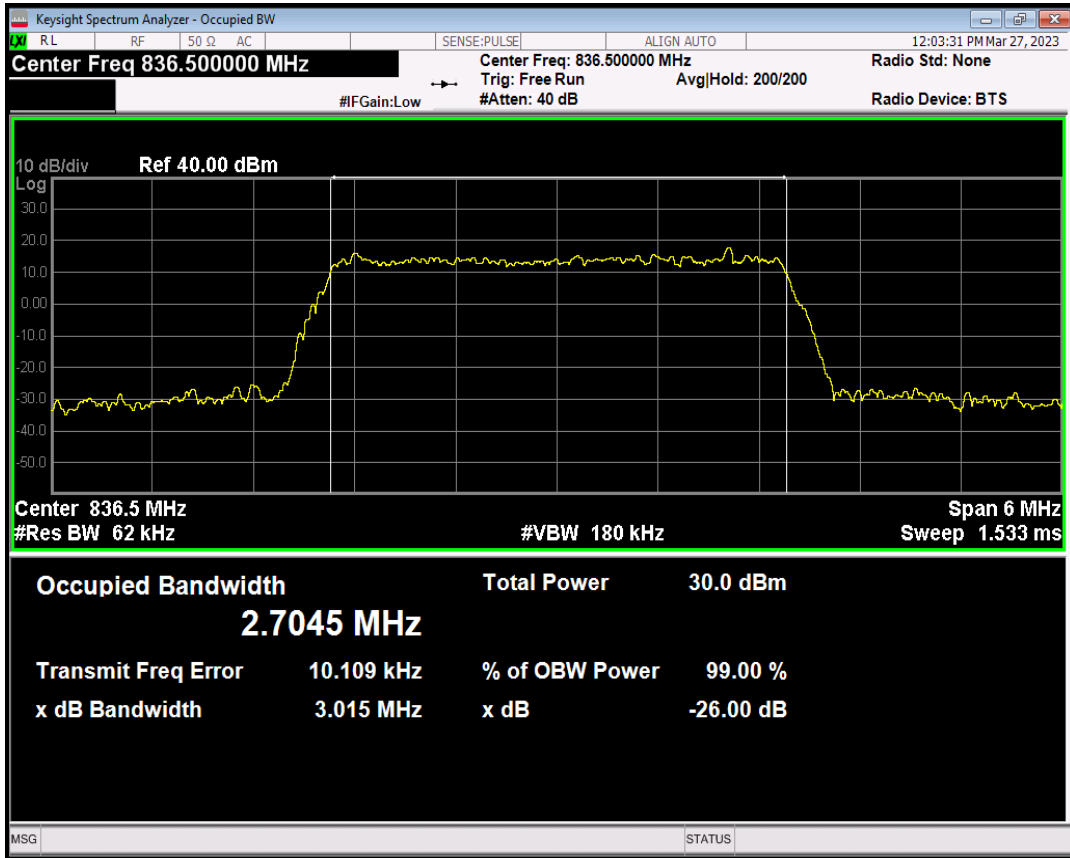 Keysight Spectrum Analyzer - Occupied BW
LXI RL RF 50 Ω AC SENSE:PULSE ALIGN AUTO 12:03:31 PM Mar 27, 2023
Center Freq 836.500000 MHz Center Freq: 836.500000 MHz Radio Std: None
Trig: Free Run Avg|Hold: 200/200
#IFGain:Low #Atten: 40 dB Radio Device: BTS
10 dB/div Ref 40.00 dBm
Log
30.0
20.0
10.0
0.00
-10.0
-20.0
-30.0
-40.0
-50.0
Center 836.5 MHz Span 6 MHz
#Res BW 62 kHz #VBW 180 kHz Sweep 1.533 ms
Occupied Bandwidth Total Power 30.0 dBm
2.7045 MHz
Transmit Freq Error 10.109 kHz % of OBW Power 99.00 %
x dB Bandwidth 3.015 MHz x dB -26.00 dB
MSG STATUS